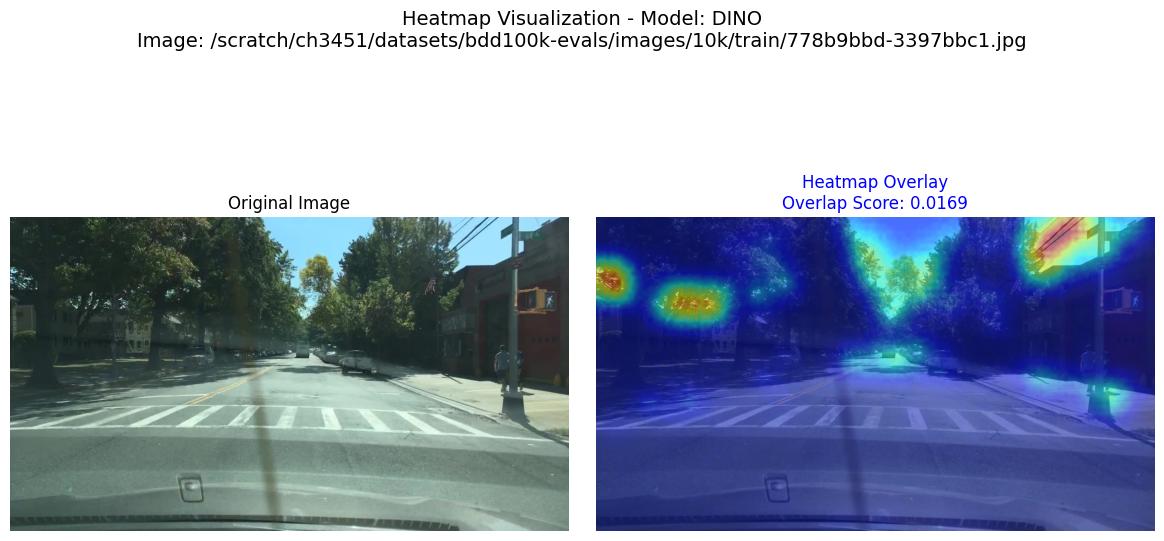 Heatmap Visualization - Model: DINO
Image: /scratch/ch3451/datasets/bdd100k-evals/images/10k/train/778b9bbd-3397bbc1.jpg
Original Image
Heatmap Overlay
Overlap Score: 0.0169